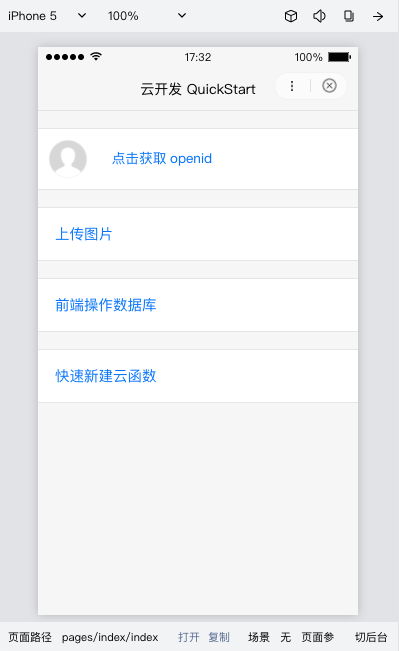 iPhone 5 100%
17:32 100%
云开发 QuickStart
点击获取 openid
上传图片
前端操作数据库
快速新建云函数
页面路径 pages/index/index 打开 复制 场景 无 页面参 切后台